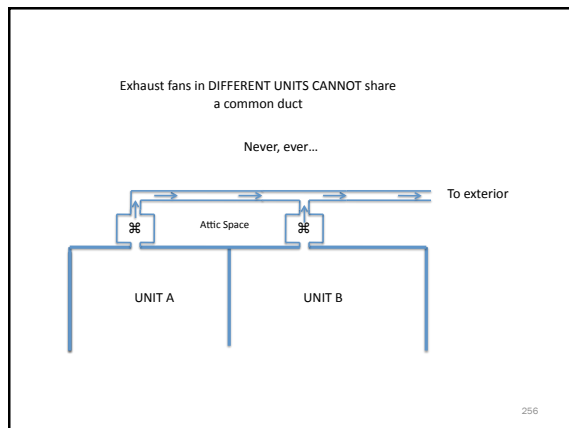 Exhaust fans in DIFFERENT UNITS CANNOT share
a common duct
Never, ever…
To exterior
⌘ Attic Space ⌘
UNIT A UNIT B
256